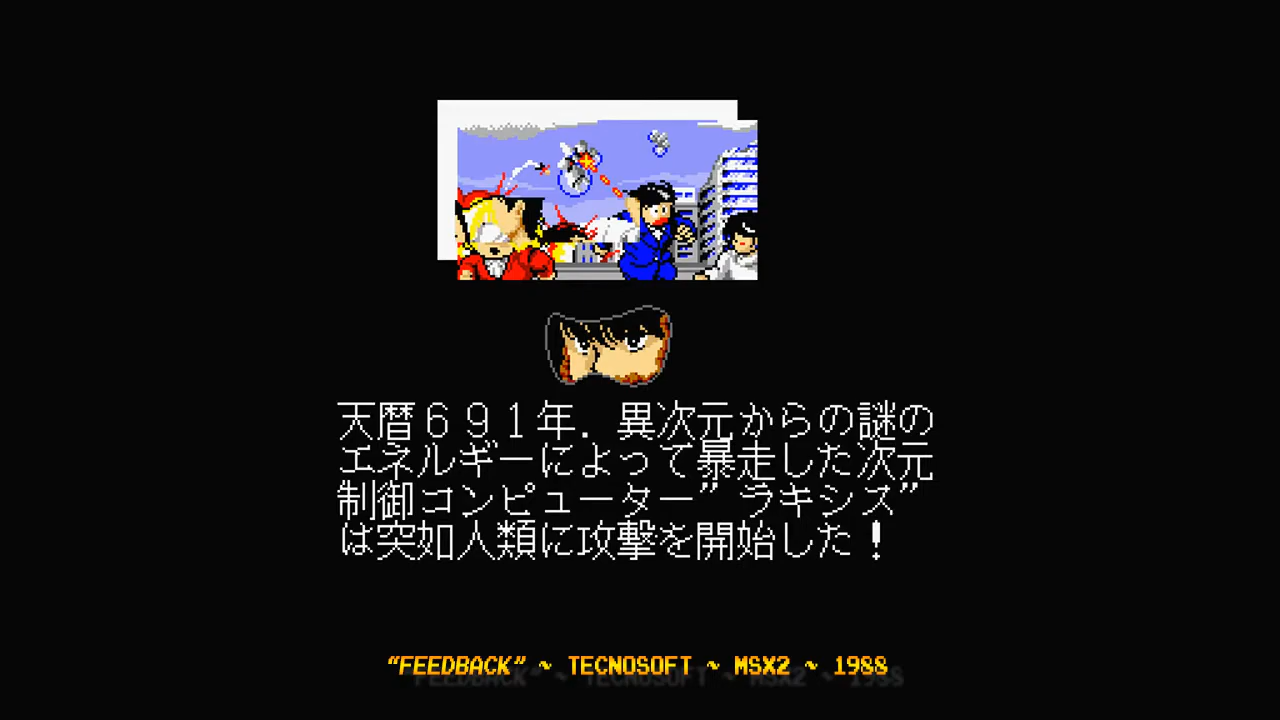 天暦６９１年．異次元からの謎の
エネルギーによって暴走した次元
制御コンピューター”ラキシス”
は突如人類に攻撃を開始した！
"FEEDBACK" ~ TECNOSOFT ~ MSX2 ~ 1988